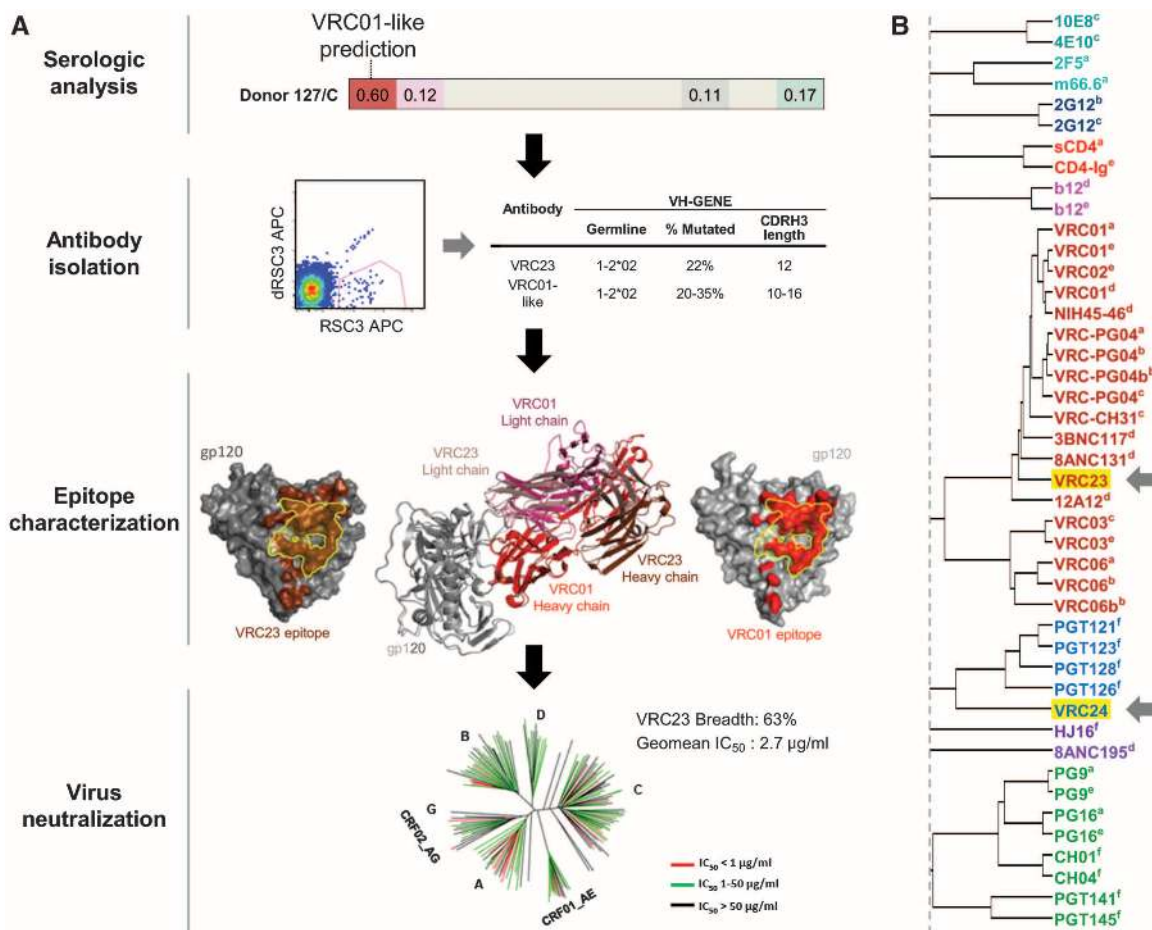 A
VRC01-like
prediction
Serologic
analysis
Donor 127/C
0.60
0.12
0.11
0.17
Antibody
isolation
dRSC3 APC
RSC3 APC
Antibody
VH-GENE
Germline
% Mutated
CDRH3
length
VRC23
1-2*02
22%
12
VRC01-
like
1-2*02
20-35%
10-16
Epitope
characterization
gp120
VRC23 epitope
VRC01
Light chain
VRC23
Light chain
VRC01
Heavy chain
VRC23
Heavy chain
gp120
gp120
VRC01 epitope
Virus
neutralization
VRC23 Breadth: 63%
Geomean IC50 : 2.7 µg/ml
D
B
C
G
CRF02_AG
A
CRF01_AE
IC50 < 1 µg/ml
IC50 1-50 µg/ml
IC50 > 50 µg/ml
B
10E8c
4E10c
2F5a
m66.6a
2G12b
2G12c
sCD4a
CD4-Ige
b12d
b12e
VRC01a
VRC01e
VRC02e
VRC01d
NIH45-46d
VRC-PG04a
VRC-PG04b
VRC-PG04bb
VRC-PG04c
VRC-CH31c
3BNC117d
8ANC131d
VRC23
12A12d
VRC03c
VRC03e
VRC06a
VRC06b
VRC06bb
PGT121f
PGT123f
PGT128f
PGT126f
VRC24
HJ16f
8ANC195d
PG9a
PG9e
PG16a
PG16e
CH01f
CH04f
PGT141f
PGT145f